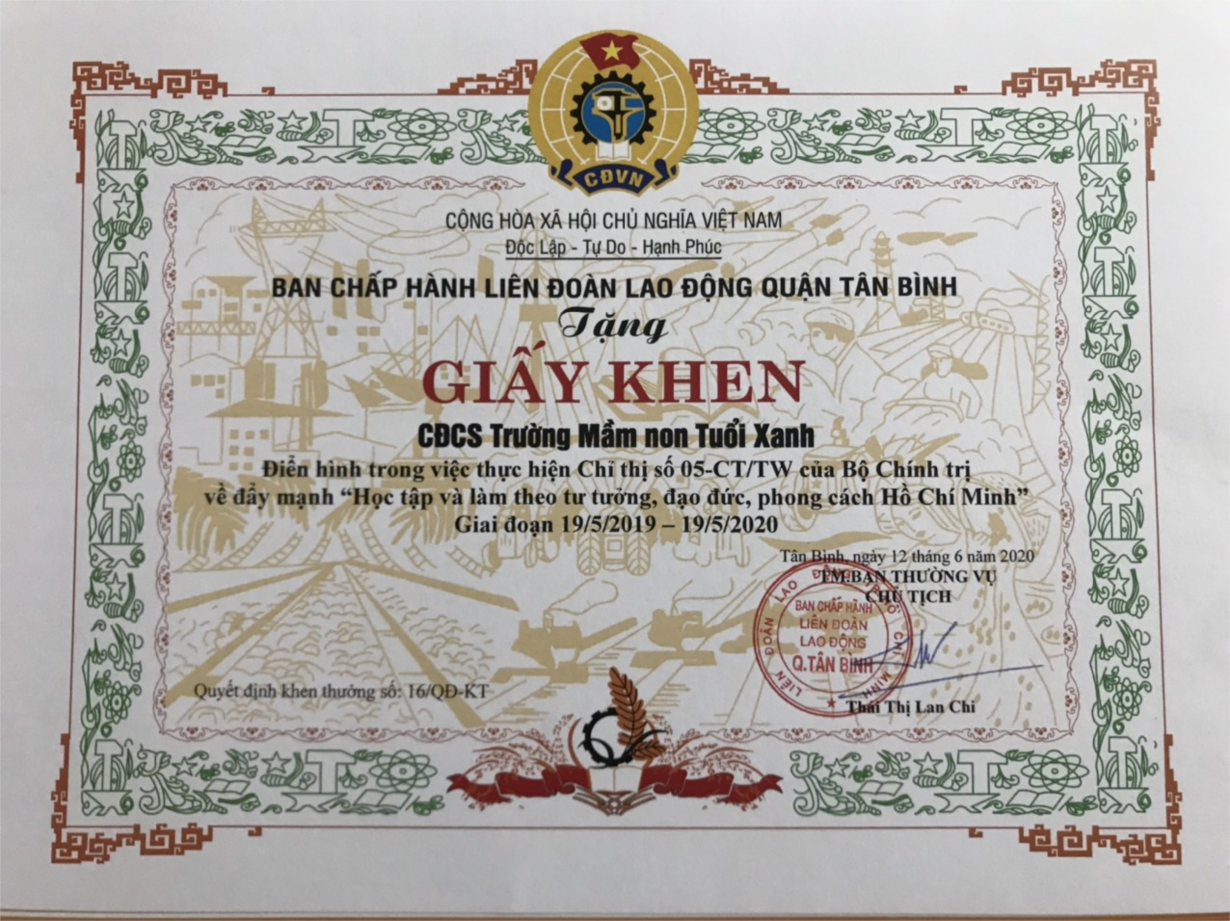 CĐVN
CỘNG HÒA XÃ HỘI CHỦ NGHĨA VIỆT NAM
Độc Lập - Tự Do - Hạnh Phúc
BAN CHẤP HÀNH LIÊN ĐOÀN LAO ĐỘNG QUẬN TÂN BÌNH
Tặng
GIẤY KHEN
CĐCS Trường Mầm non Tuổi Xanh
Điển hình trong việc thực hiện Chỉ thị số 05-CT/TW của Bộ Chính trị
về đẩy mạnh “Học tập và làm theo tư tưởng, đạo đức, phong cách Hồ Chí Minh”
Giai đoạn 19/5/2019 – 19/5/2020
Tân Bình, ngày 12 tháng 6 năm 2020
TM.BAN THƯỜNG VỤ
CHỦ TỊCH
BAN CHẤP HÀNH
LIÊN ĐOÀN
LAO ĐỘNG
Q.TÂN BÌNH
LIÊN ĐOÀN LAO CHÍ MINH
Quyết định khen thưởng số: 16/QĐ-KT
Thái Thị Lan Chi